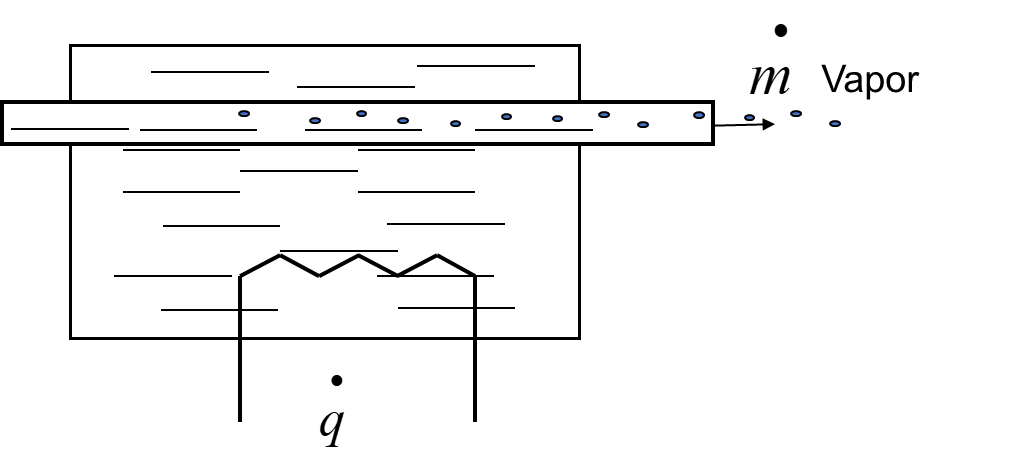 ṁ Vapor
q̇